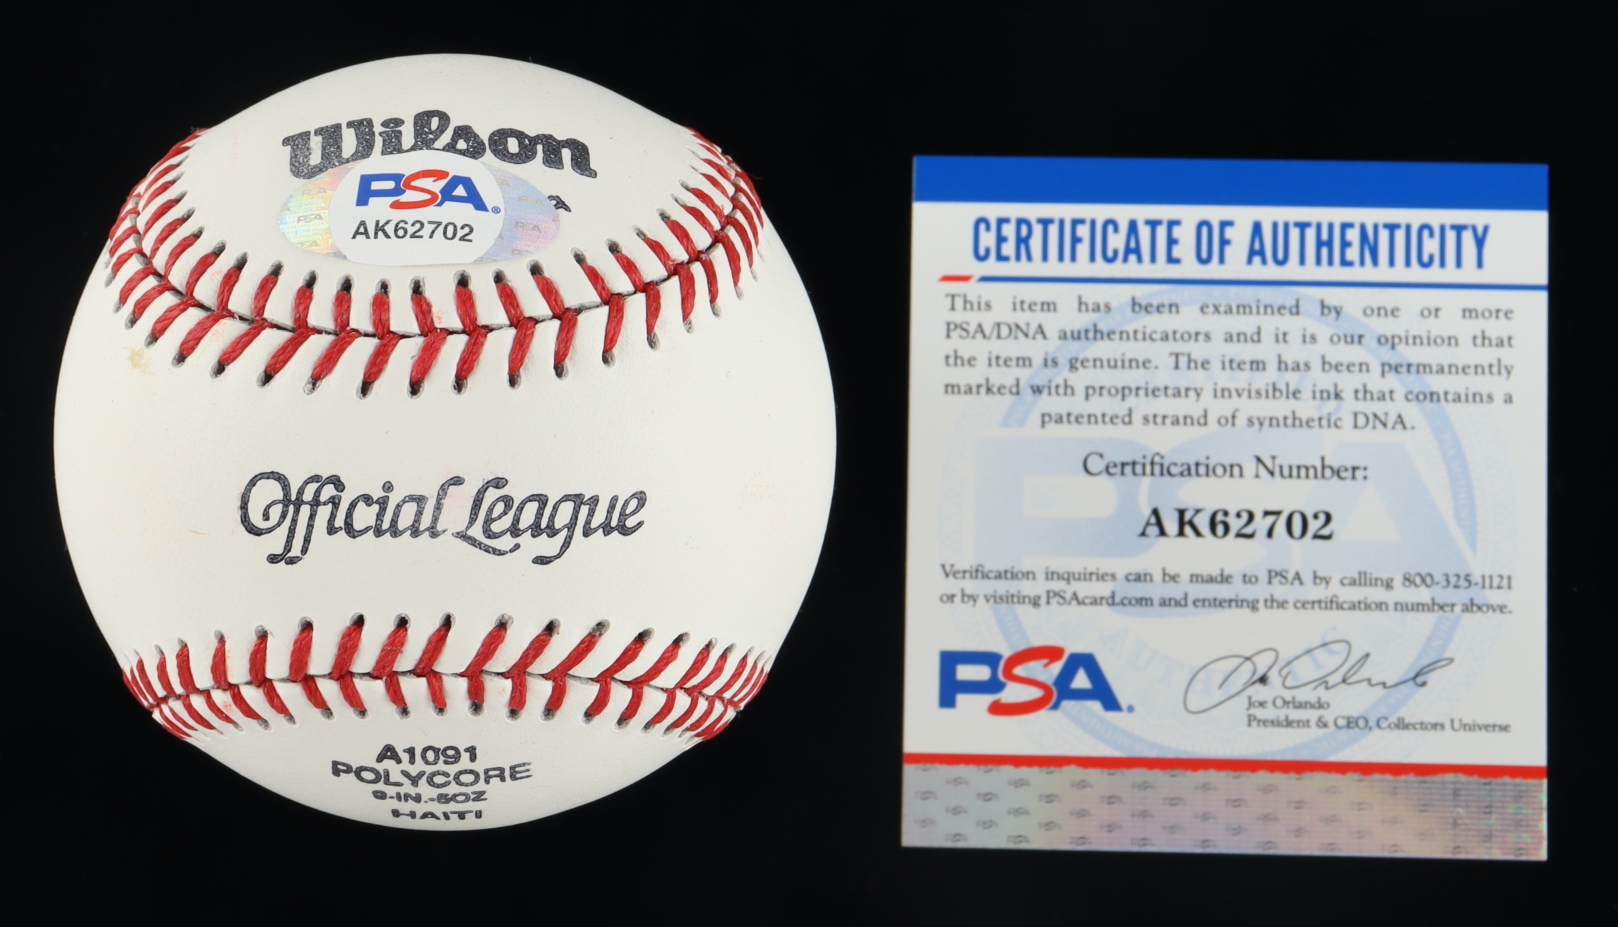 Wilson
PSA®
AK62702
Official League
A1091
POLYCORE
9-IN.-5OZ
HAITI
CERTIFICATE OF AUTHENTICITY
This item has been examined by one or more
PSA/DNA authenticators and it is our opinion that
the item is genuine. The item has been permanently
marked with proprietary invisible ink that contains a
patented strand of synthetic DNA.
Certification Number:
AK62702
Verification inquiries can be made to PSA by calling 800-325-1121
or by visiting PSAcard.com and entering the certification number above.
PSA.
Joe Orlando
Joe Orlando
President & CEO, Collectors Universe